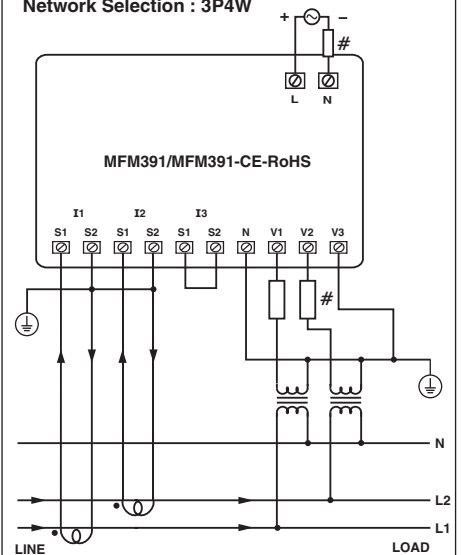 Network Selection : 3P4W
+ –
#
L N
MFM391/MFM391-CE-RoHS
I1 I2 I3
S1 S2 S1 S2 S1 S2 N V1 V2 V3
#
N
L2
L1
LINE LOAD